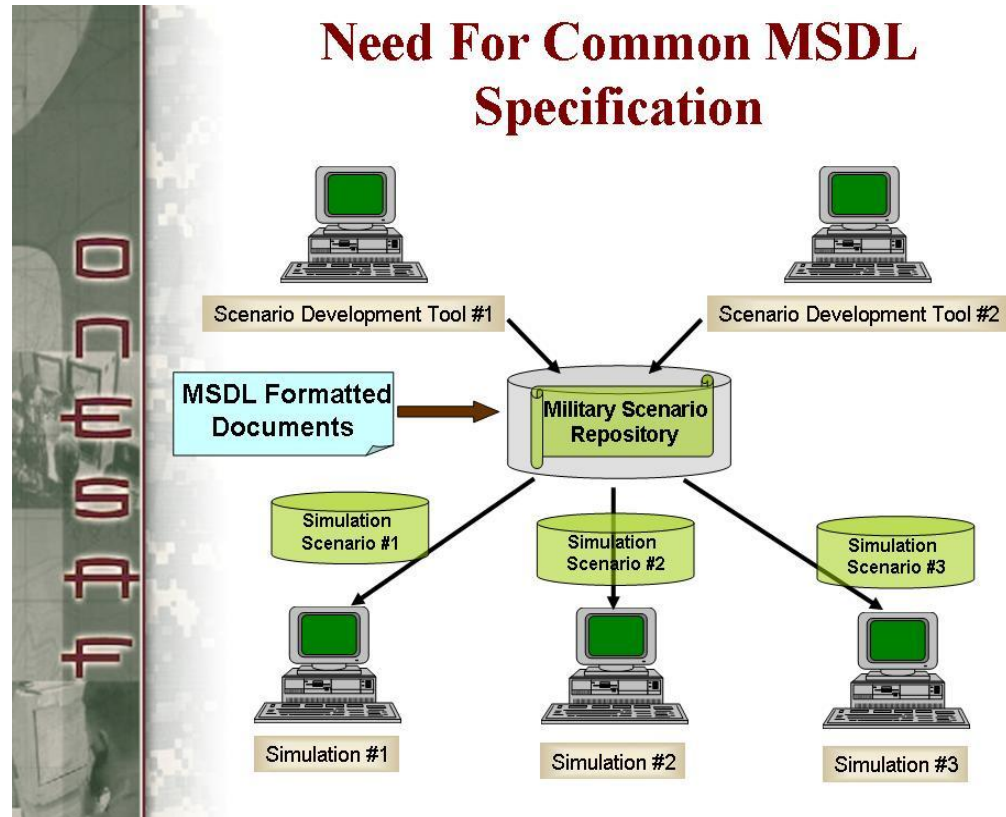 Need For Common MSDL
Specification
Scenario Development Tool #1
Scenario Development Tool #2
MSDL Formatted
Documents
Military Scenario
Repository
Simulation
Scenario #1
Simulation
Scenario #2
Simulation
Scenario #3
Simulation #1
Simulation #2
Simulation #3
ONESAF